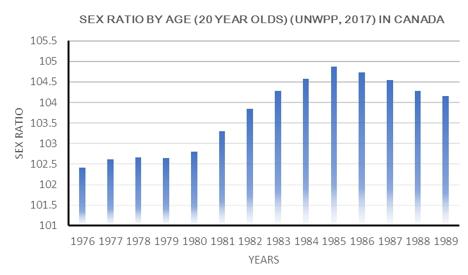 SEX RATIO BY AGE (20 YEAR OLDS) (UNWPP, 2017) IN CANADA
105.5
105
104.5
104
103.5
103
102.5
102
101.5
101
SEX RATIO
1976 1977 1978 1979 1980 1981 1982 1983 1984 1985 1986 1987 1988 1989
YEARS